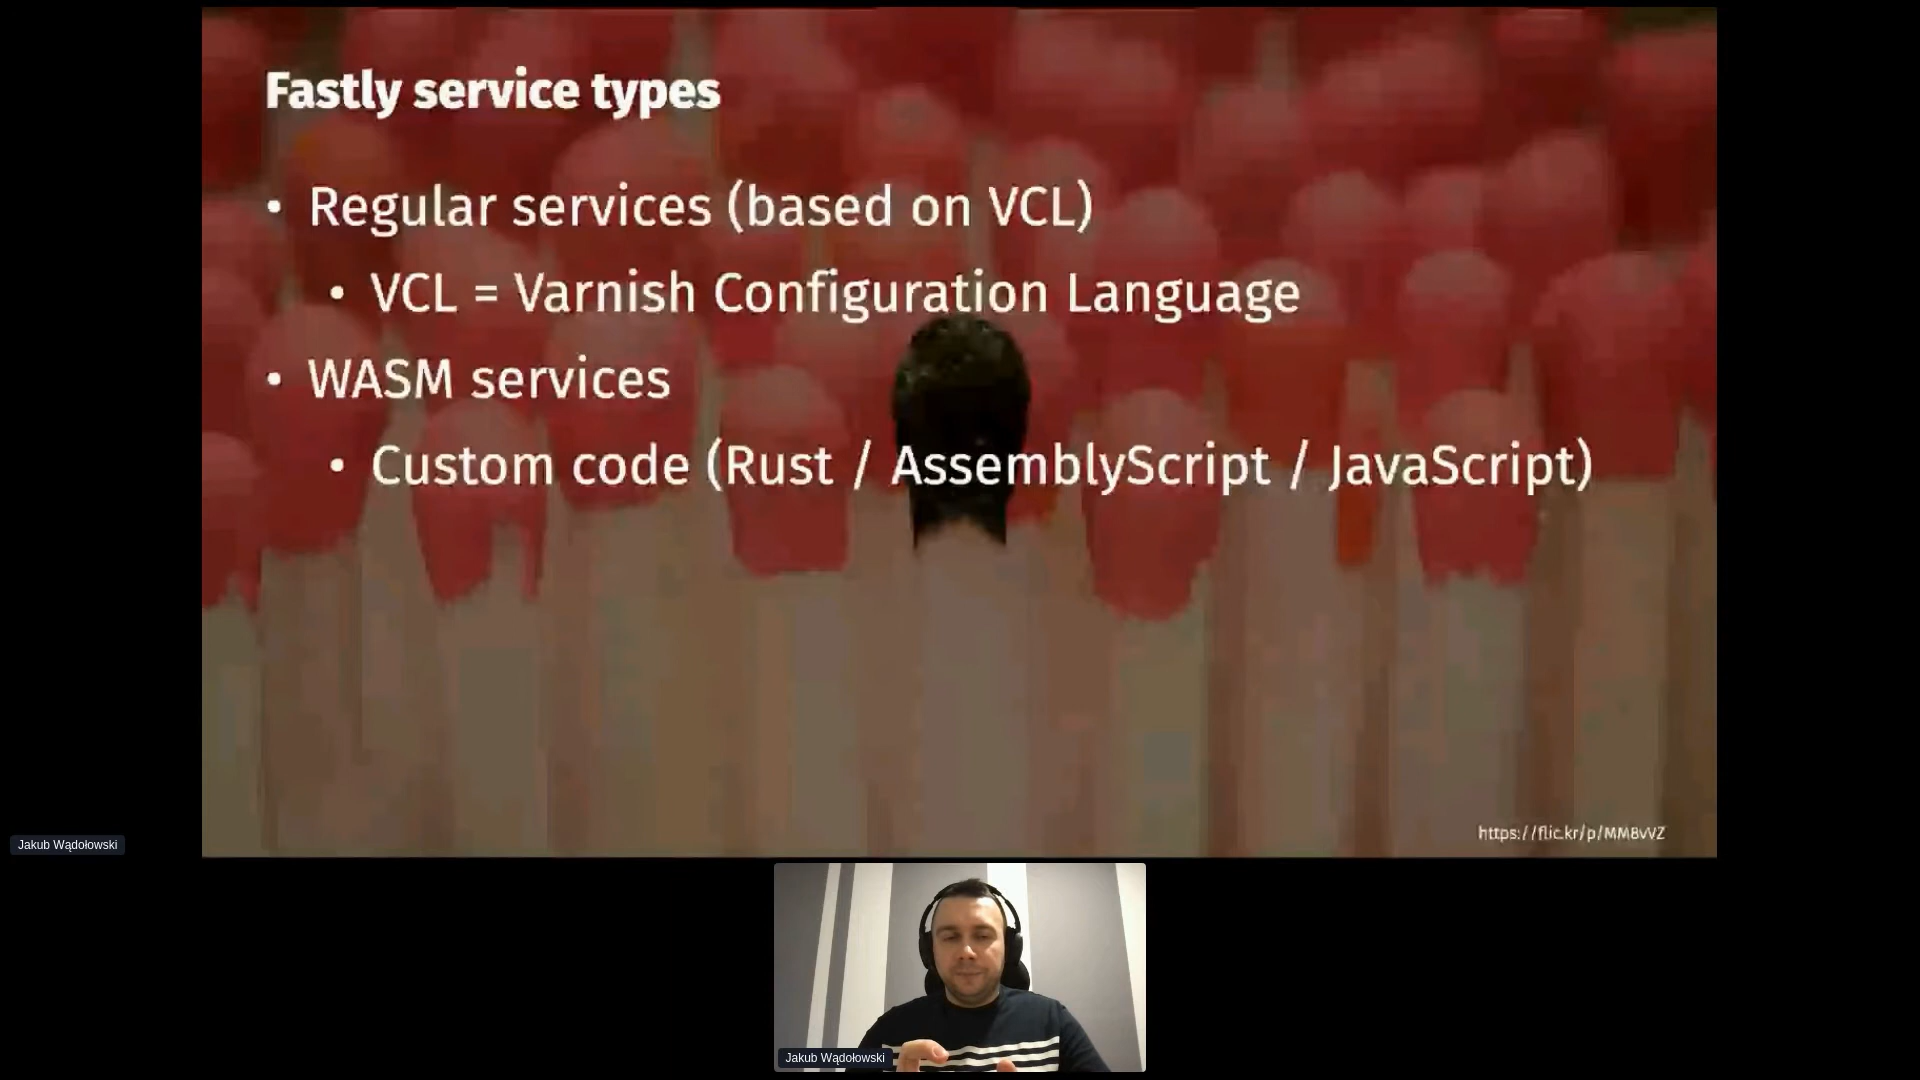 Fastly service types
• Regular services (based on VCL)
• VCL = Varnish Configuration Language
• WASM services
• Custom code (Rust / AssemblyScript / JavaScript)
https://flic.kr/p/MM8vVZ
Jakub Wądołowski
Jakub Wądołowski